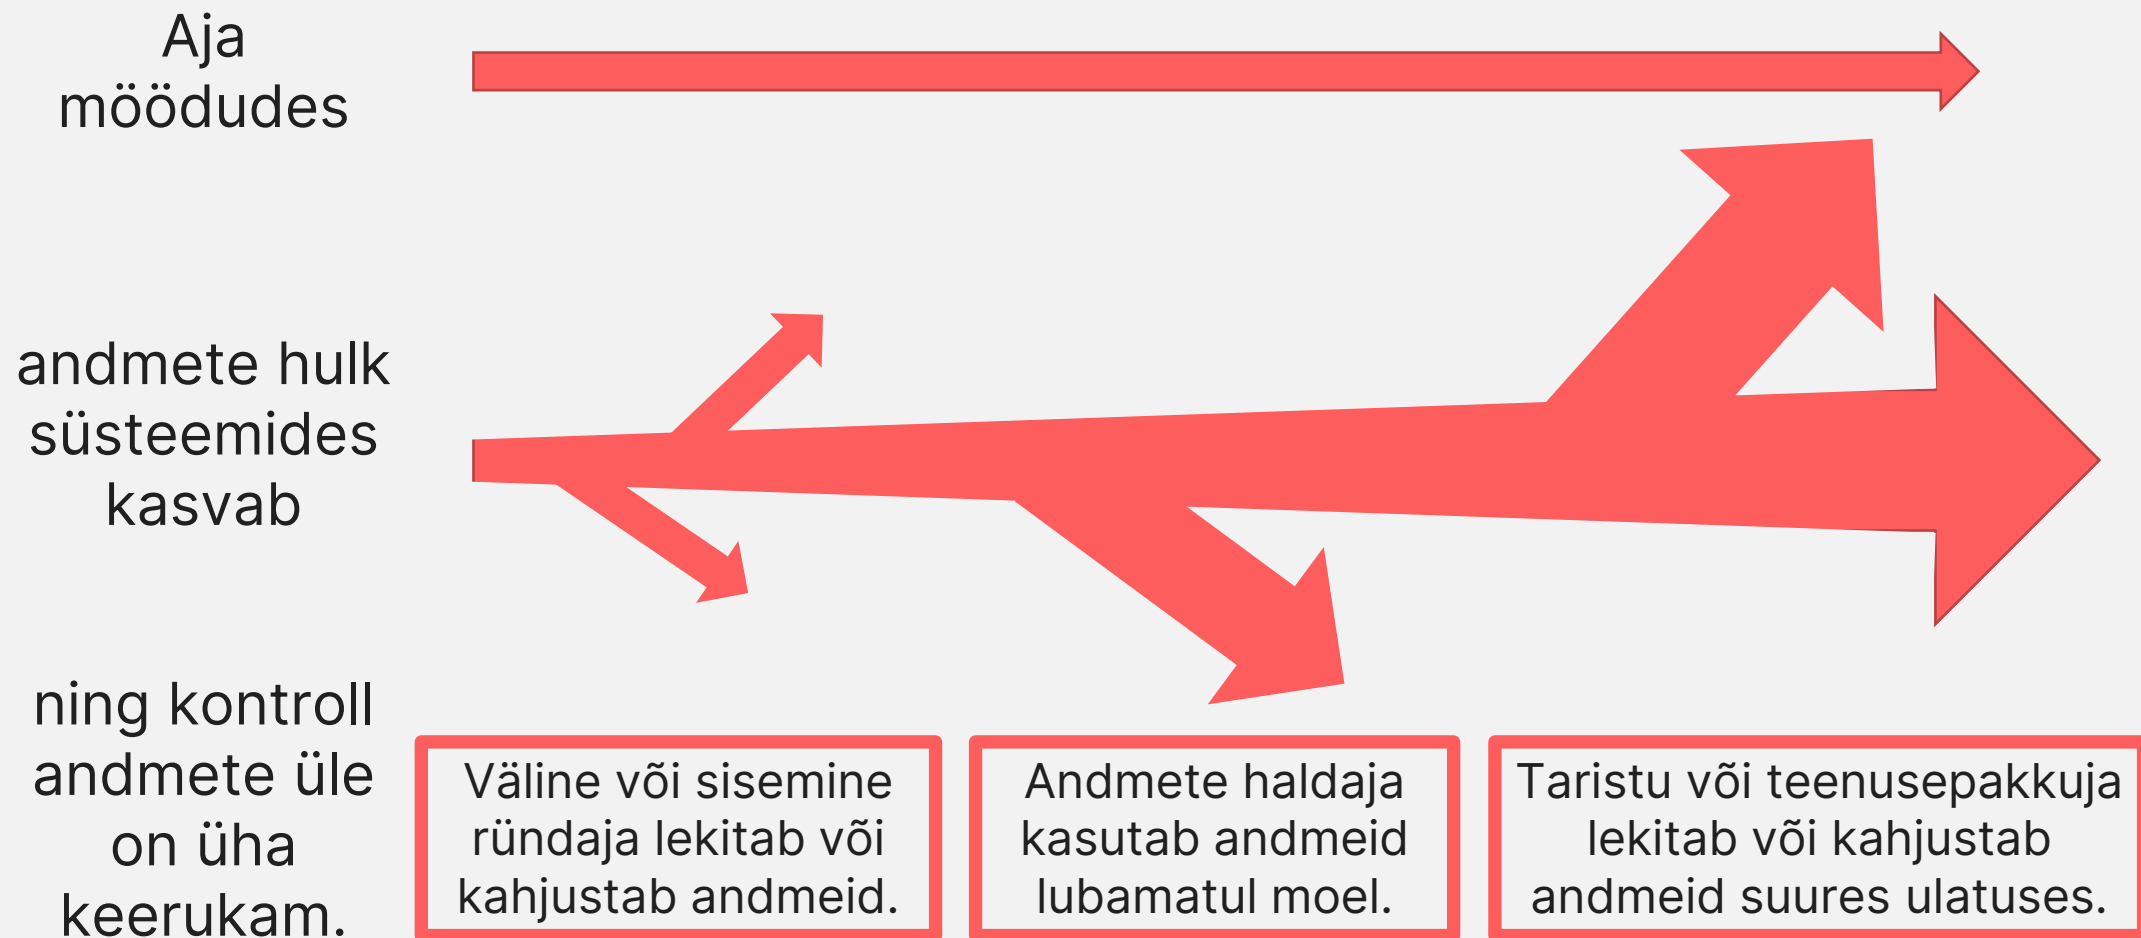 Aja
möödudes
andmete hulk
süsteemides
kasvab
ning kontroll
andmete üle
on üha
keerukam.
Väline või sisemine
ründaja lekitab või
kahjustab andmeid.
Andmete haldaja
kasutab andmeid
lubamatul moel.
Taristu või teenusepakkuja
lekitab või kahjustab
andmeid suures ulatuses.